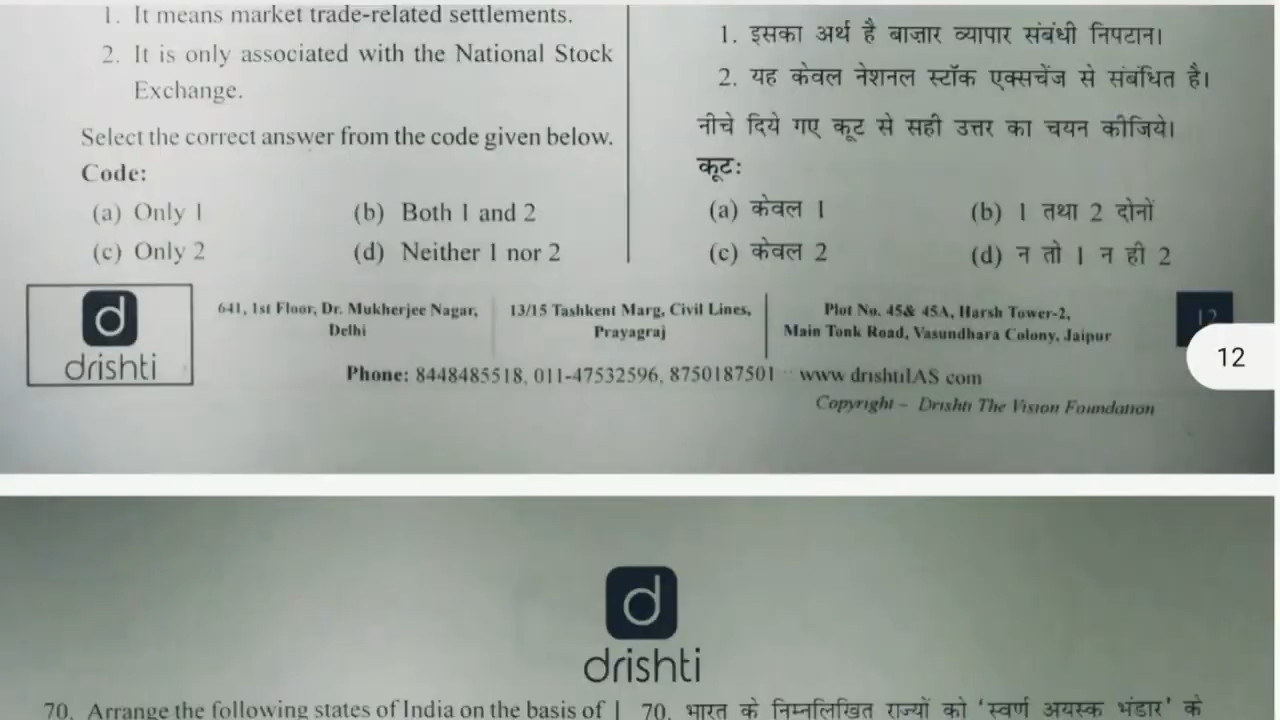 1. It means market trade-related settlements.
2. It is only associated with the National Stock
Exchange.
Select the correct answer from the code given below.
Code:
(a) Only 1
(b) Both 1 and 2
(c) Only 2
(d) Neither 1 nor 2
1. इसका अर्थ है बाज़ार व्यापार संबंधी निपटान।
2. यह केवल नेशनल स्टॉक एक्सचेंज से संबंधित है।
नीचे दिये गए कूट से सही उत्तर का चयन कीजिये।
कूटः
(a) केवल 1
(b) 1 तथा 2 दोनों
(c) केवल 2
(d) न तो 1 न ही 2
d
drishti
641, 1st Floor, Dr. Mukherjee Nagar,
Delhi
13/15 Tashkent Marg, Civil Lines,
Prayagraj
Plot No. 45& 45A, Harsh Tower-2,
Main Tonk Road, Vasundhara Colony, Jaipur
12
12
Phone: 8448485518, 011-47532596, 8750187501
www drishtiIAS com
Copyright – Drishti The Vision Foundation
d
drishti
70. Arrange the following states of India on the basis of
70. भारत के निम्नलिखित राज्यों को 'स्वर्ण अयस्क भंडार' के